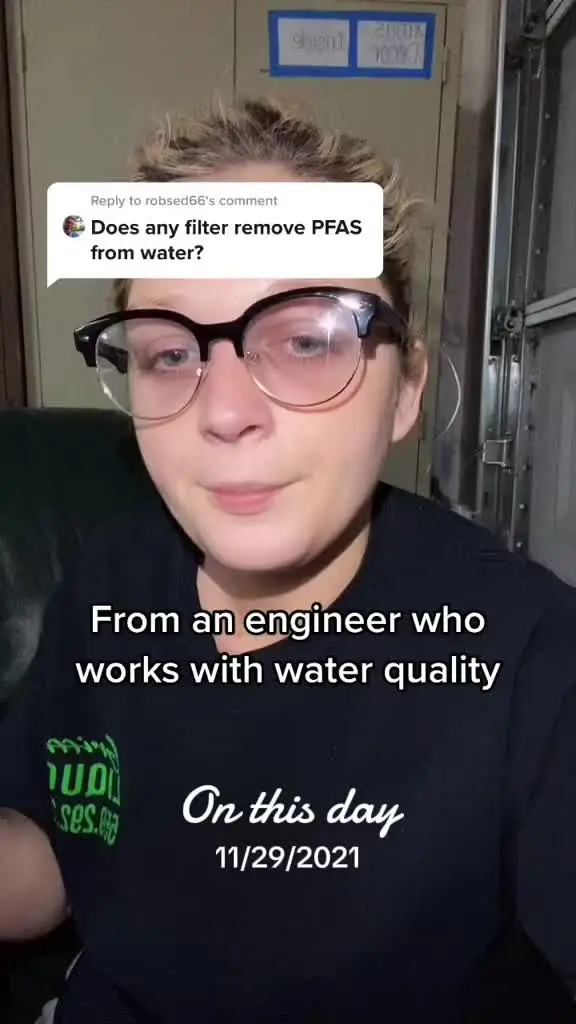 Inside
Reply to robsed66's comment
Does any filter remove PFAS
from water?
From an engineer who
works with water quality
On this day
11/29/2021